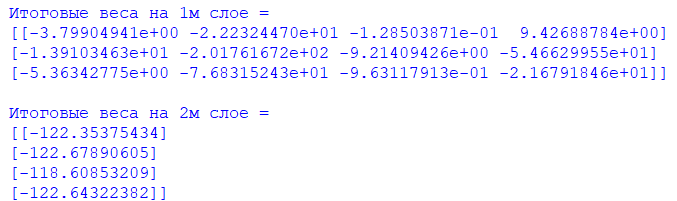 Итоговые веса на 1м слое =
[[-3.79904941e+00 -2.22324470e+01 -1.28503871e-01  9.42688784e+00]
[-1.39103463e+01 -2.01761672e+02 -9.21409426e+00 -5.46629955e+01]
[-5.36342775e+00 -7.68315243e+01 -9.63117913e-01 -2.16791846e+01]]
Итоговые веса на 2м слое =
[[-122.35375434]
[-122.67890605]
[-118.60853209]
[-122.64322382]]